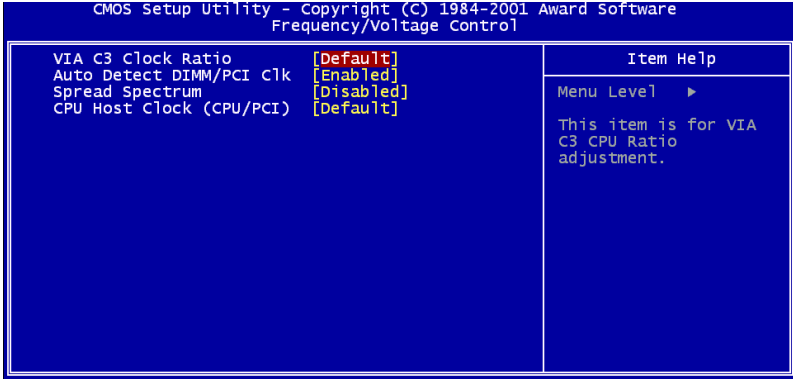 CMOS Setup Utility - Copyright (C) 1984-2001 Award Software
Frequency/Voltage Control
VIA C3 Clock Ratio [Default]
Auto Detect DIMM/PCI Clk [Enabled]
Spread Spectrum [Disabled]
CPU Host Clock (CPU/PCI) [Default]
Item Help
Menu Level ▶
This item is for VIA
C3 CPU Ratio
adjustment.